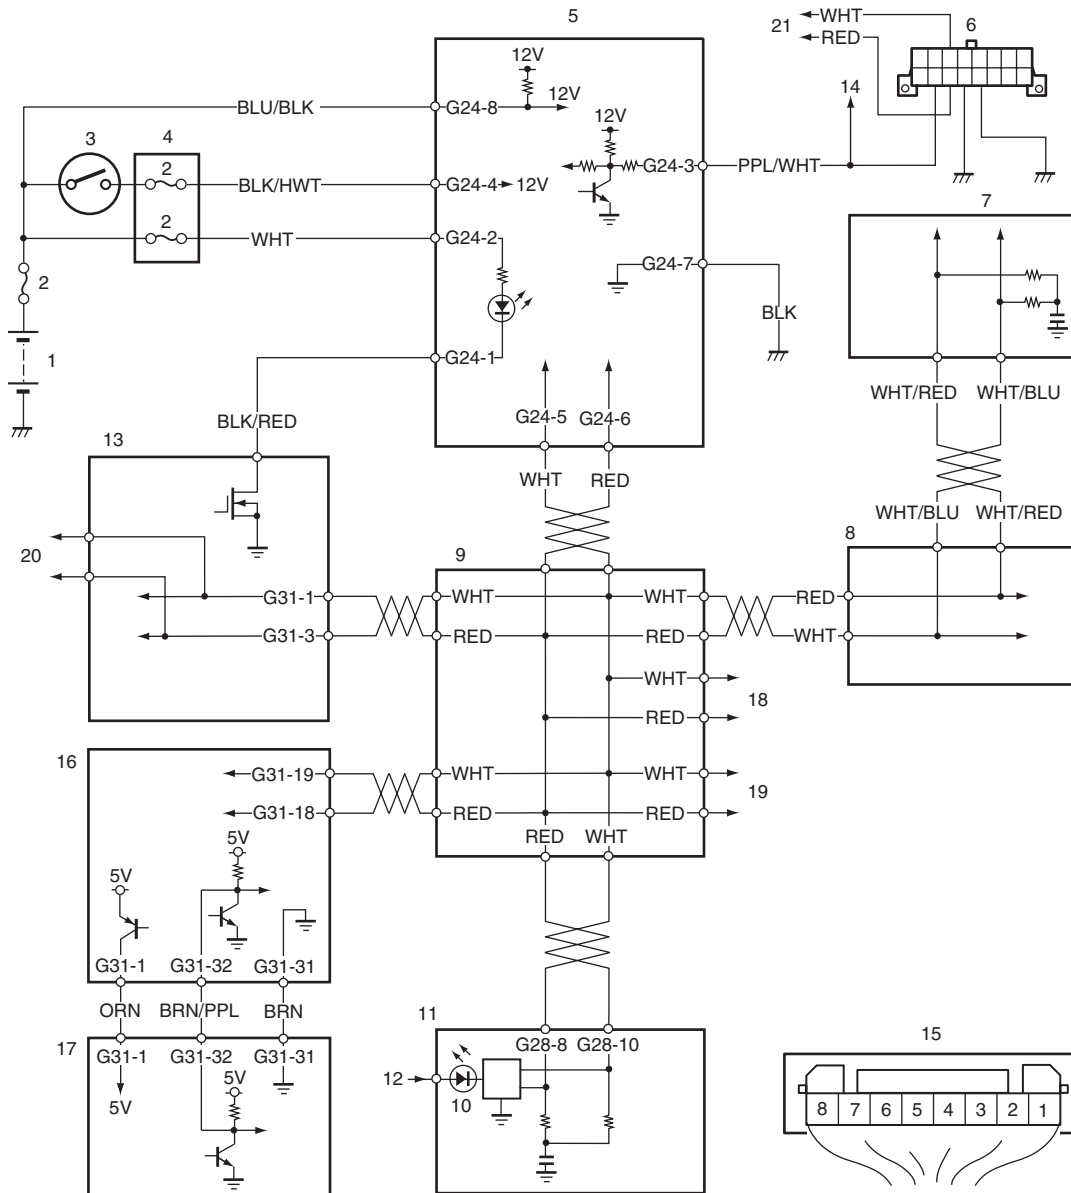 5
21
WHT
6
RED
12V
12V
14
12V
BLU/BLK
G24-8
3
4
2
G24-3
PPL/WHT
BLK/HWT
G24-4
12V
7
2
WHT
G24-2
G24-7
2
BLK
1
G24-1
WHT/RED
WHT/BLU
BLK/RED
G24-5
G24-6
13
WHT
RED
WHT/BLU
WHT/RED
8
20
9
G31-1
WHT
WHT
RED
G31-3
RED
RED
WHT
WHT
18
RED
16
G31-19
WHT
WHT
19
G31-18
RED
RED
5V
RED
WHT
5V
G31-1
G31-32
G31-31
ORN
BRN/PPL
BRN
11
15
17
G31-1
G31-32
G31-31
G28-8
G28-10
5V
12
10
5V
8 7 6 5 4 3 2 1